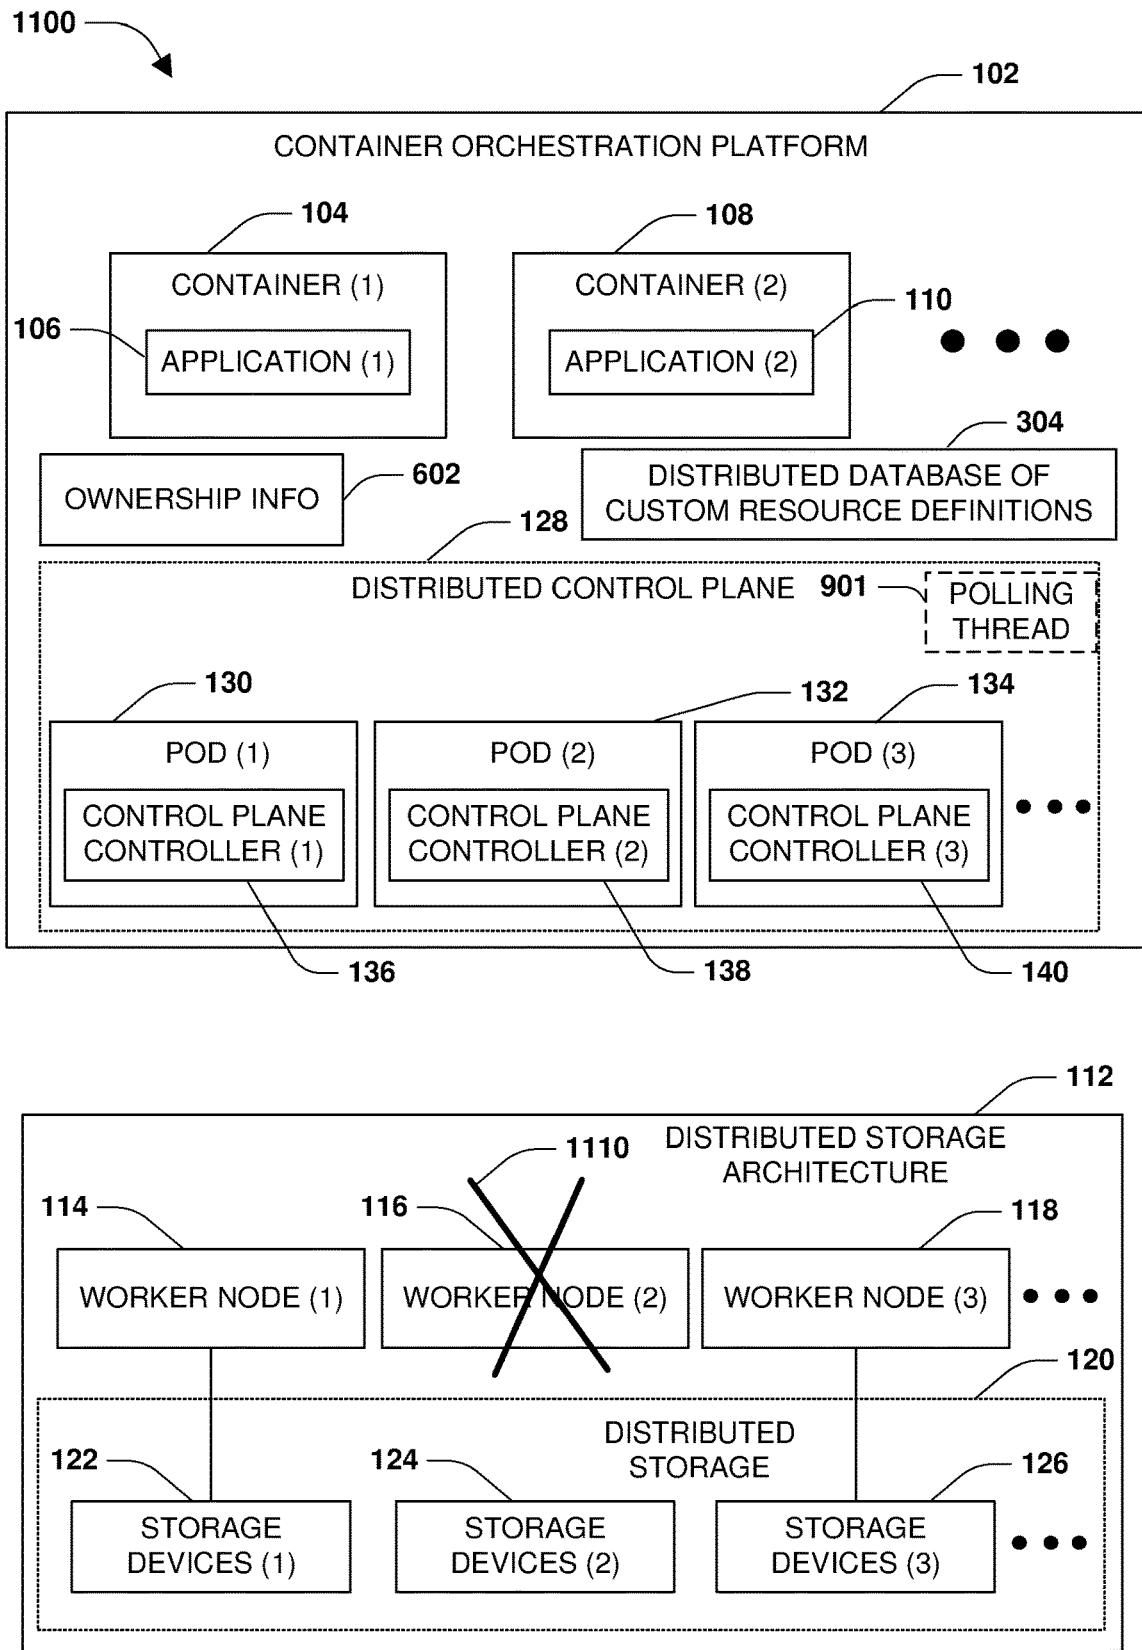 1100
102
CONTAINER ORCHESTRATION PLATFORM
104
108
CONTAINER (1)
CONTAINER (2)
106
110
APPLICATION (1)
APPLICATION (2)
304
OWNERSHIP INFO
602
DISTRIBUTED DATABASE OF
CUSTOM RESOURCE DEFINITIONS
128
DISTRIBUTED CONTROL PLANE
901
POLLING
THREAD
130
132
134
POD (1)
POD (2)
POD (3)
CONTROL PLANE
CONTROLLER (1)
CONTROL PLANE
CONTROLLER (2)
CONTROL PLANE
CONTROLLER (3)
136
138
140
112
DISTRIBUTED STORAGE
ARCHITECTURE
1110
114
116
118
WORKER NODE (1)
WORKER NODE (2)
WORKER NODE (3)
120
DISTRIBUTED
STORAGE
122
124
126
STORAGE
DEVICES (1)
STORAGE
DEVICES (2)
STORAGE
DEVICES (3)